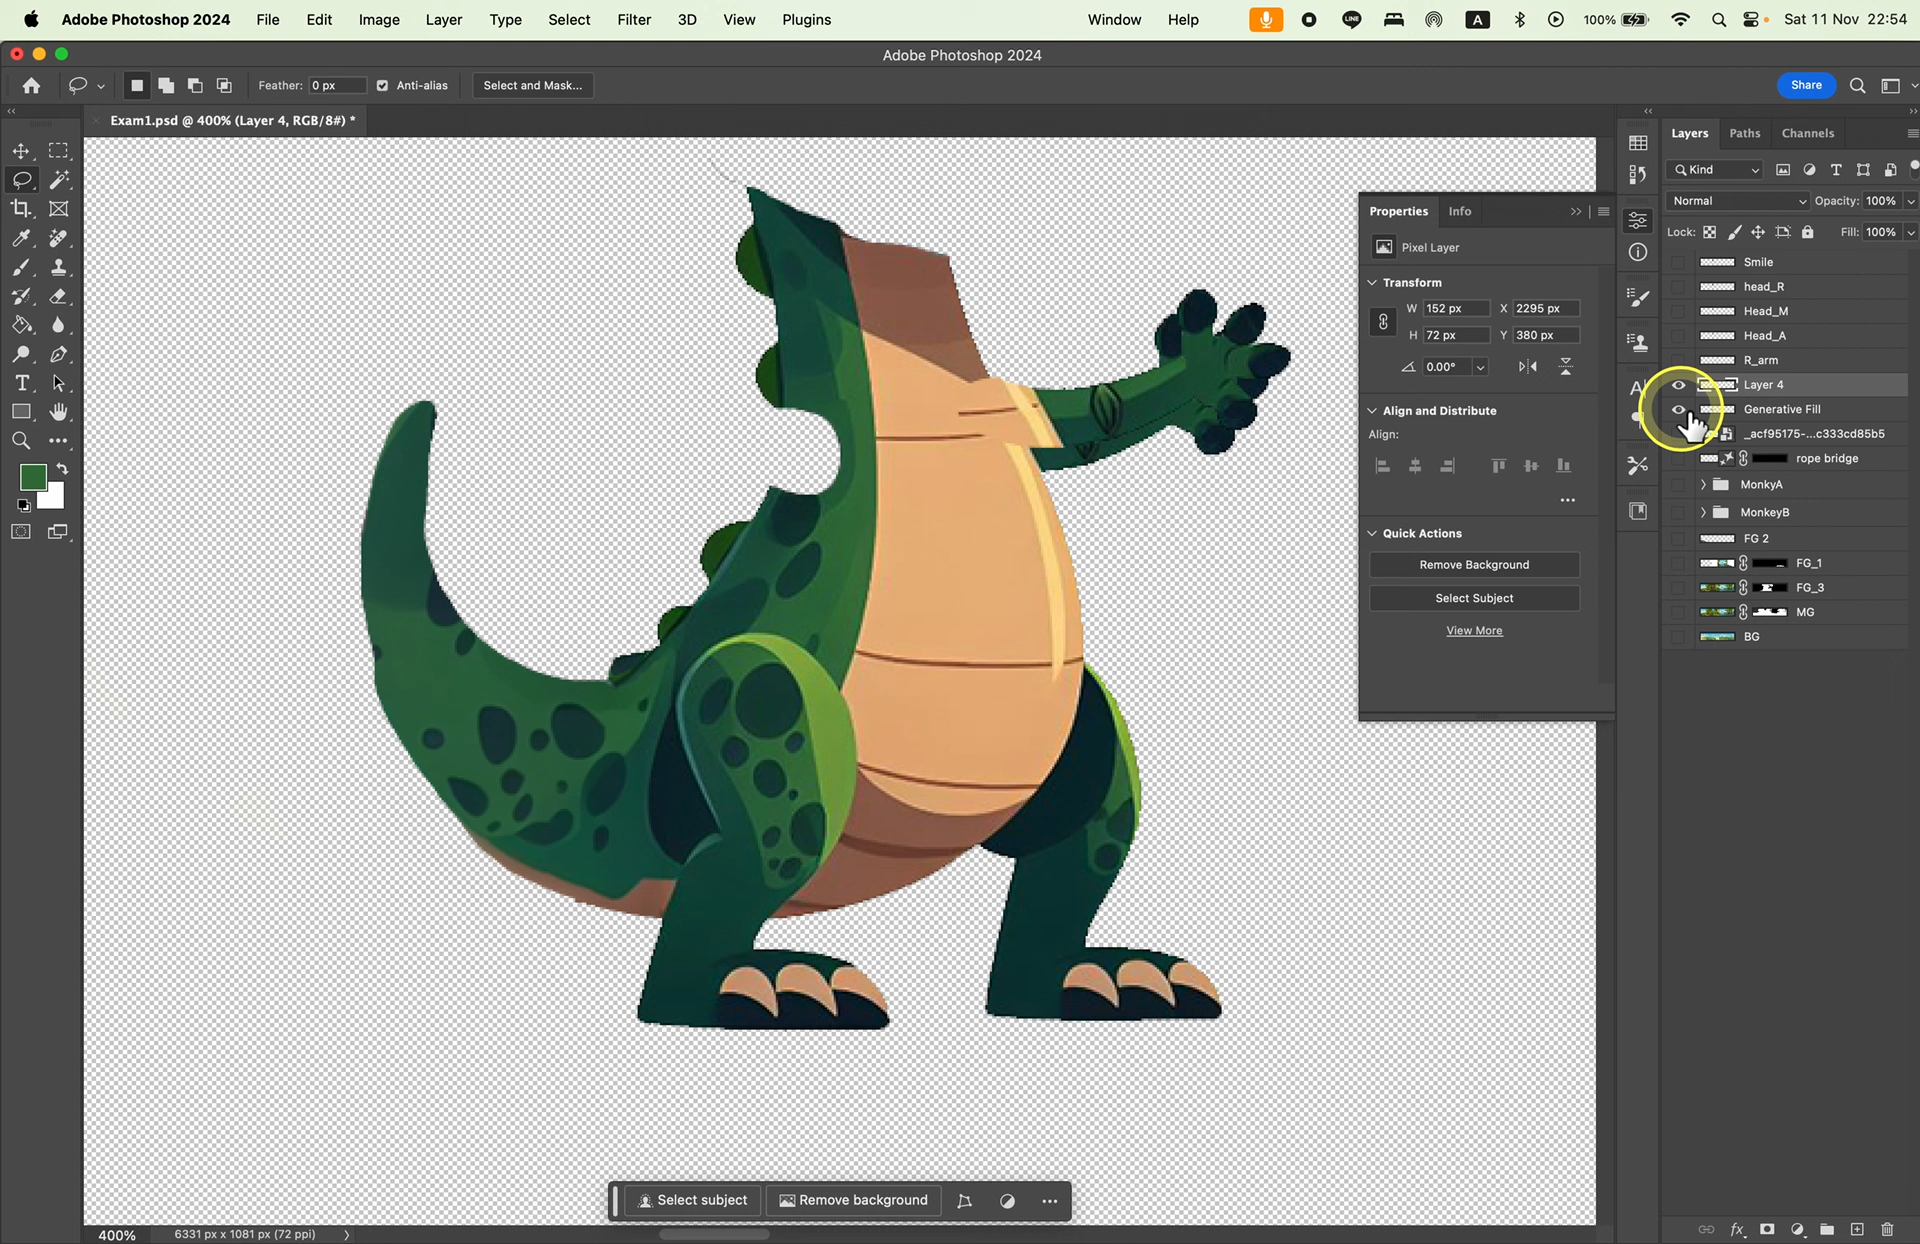 Adobe Photoshop 2024 File Edit Image Layer Type Select Filter 3D View Plugins Window Help LINE A 100% Sat 11 Nov 22:54
Adobe Photoshop 2024
Feather: 0 px Anti-alias Select and Mask... Share
Exam1.psd @ 400% (Layer 4, RGB/8#) *
Layers Paths Channels
Kind
Normal Opacity: 100%
Lock: Fill: 100%
Properties Info
Pixel Layer
Transform
W 152 px X 2295 px
H 72 px Y 380 px
0.00°
Align and Distribute
Align:
Quick Actions
Remove Background
Select Subject
View More
Smile
head_R
Head_M
Head_A
R_arm
Layer 4
Generative Fill
_acf95175-...c333cd85b5
rope bridge
MonkyA
MonkeyB
FG 2
FG_1
FG_3
MG
BG
Select subject Remove background
400% 6331 px x 1081 px (72 ppi)
fx